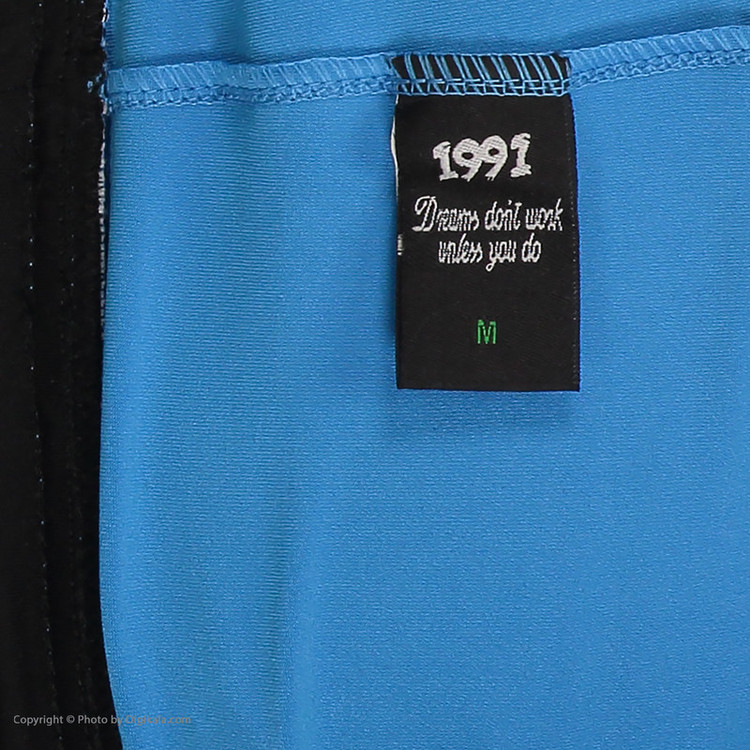 1991
Dreams don't work
unless you do
M
Copyright © Photo by Digikala.com